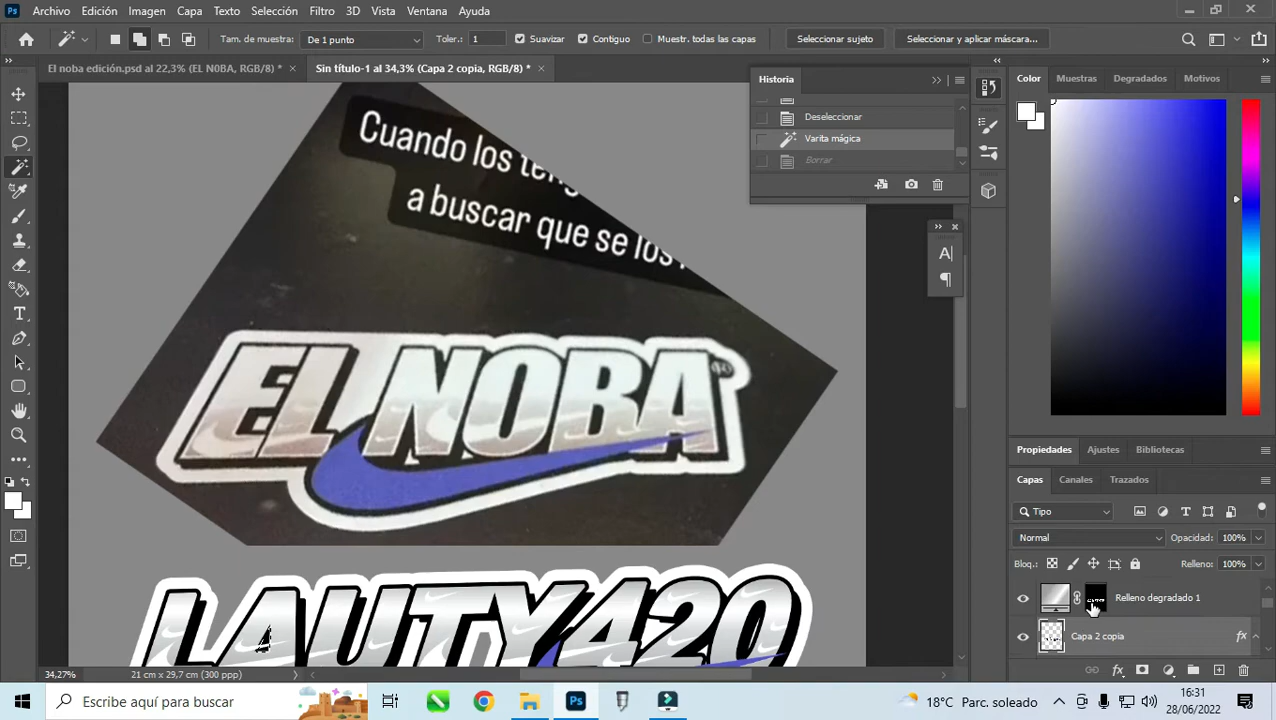 Archivo Edición Imagen Capa Texto Selección Filtro 3D Vista Ventana Ayuda
Tam. de muestra: De 1 punto Toler.: 1 Suavizar Contiguo Muestr. todas las capas Seleccionar sujeto Seleccionar y aplicar máscara...
El noba edición.psd al 22,3% (EL N0BA, RGB/8) * × Sin título-1 al 34,3% (Capa 2 copia, RGB/8) * ×
Historia
Deseleccionar
Varita mágica
Borrar
Color Muestras Degradados Motivos
Cuando los
a buscar que se los
EL NOBA
LAUTY420
Propiedades Ajustes Bibliotecas
Capas Canales Trazados
Tipo
Normal Opacidad: 100%
Bloq.: Relleno: 100%
Relleno degradado 1
Capa 2 copia fx
34,27% 21 cm x 29,7 cm (300 ppp)
Escribe aquí para buscar
18°C Parc. soleado
16:31
28/06/2022